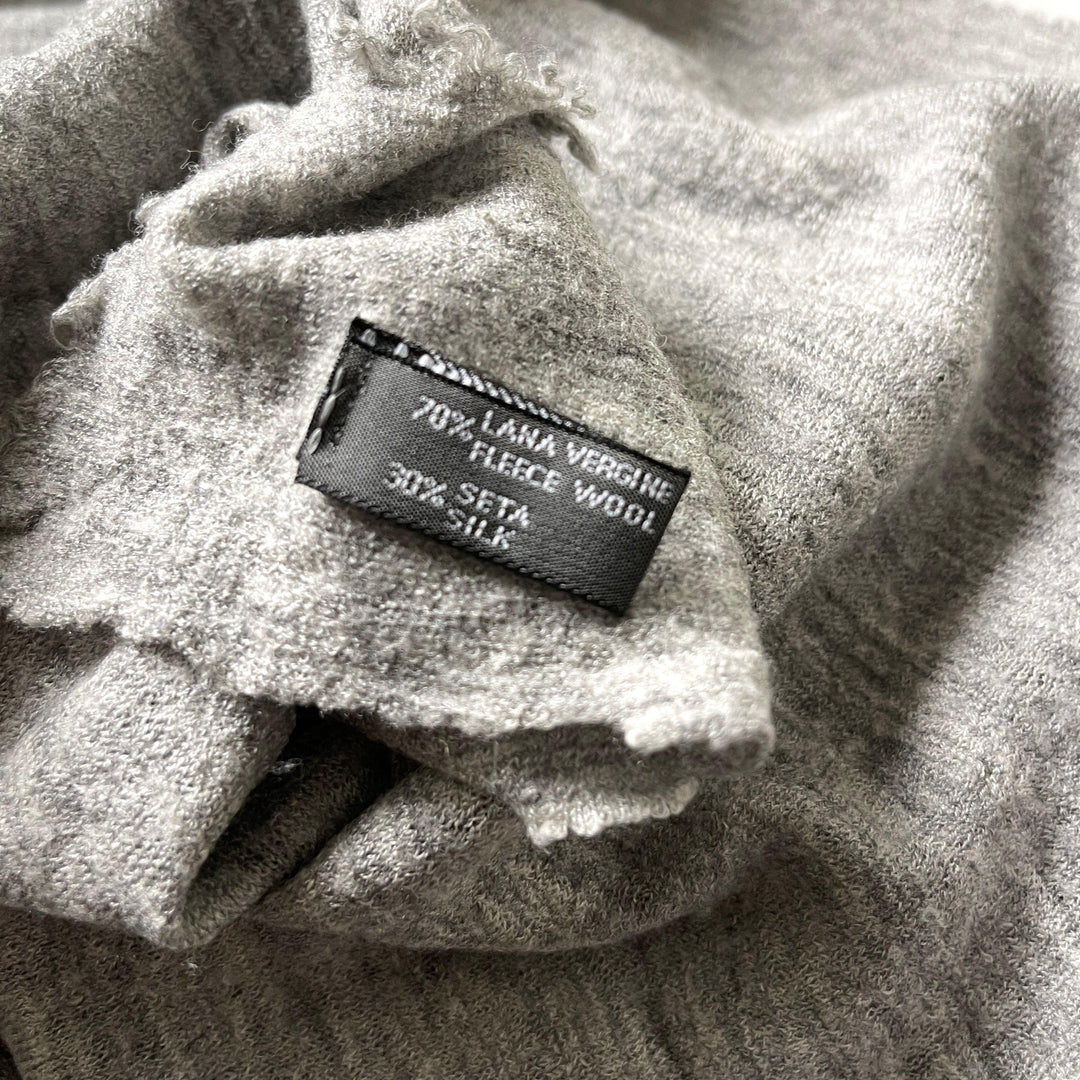 LANA VERGINE
70% FLEECE WOOL
SETA
30% SILK